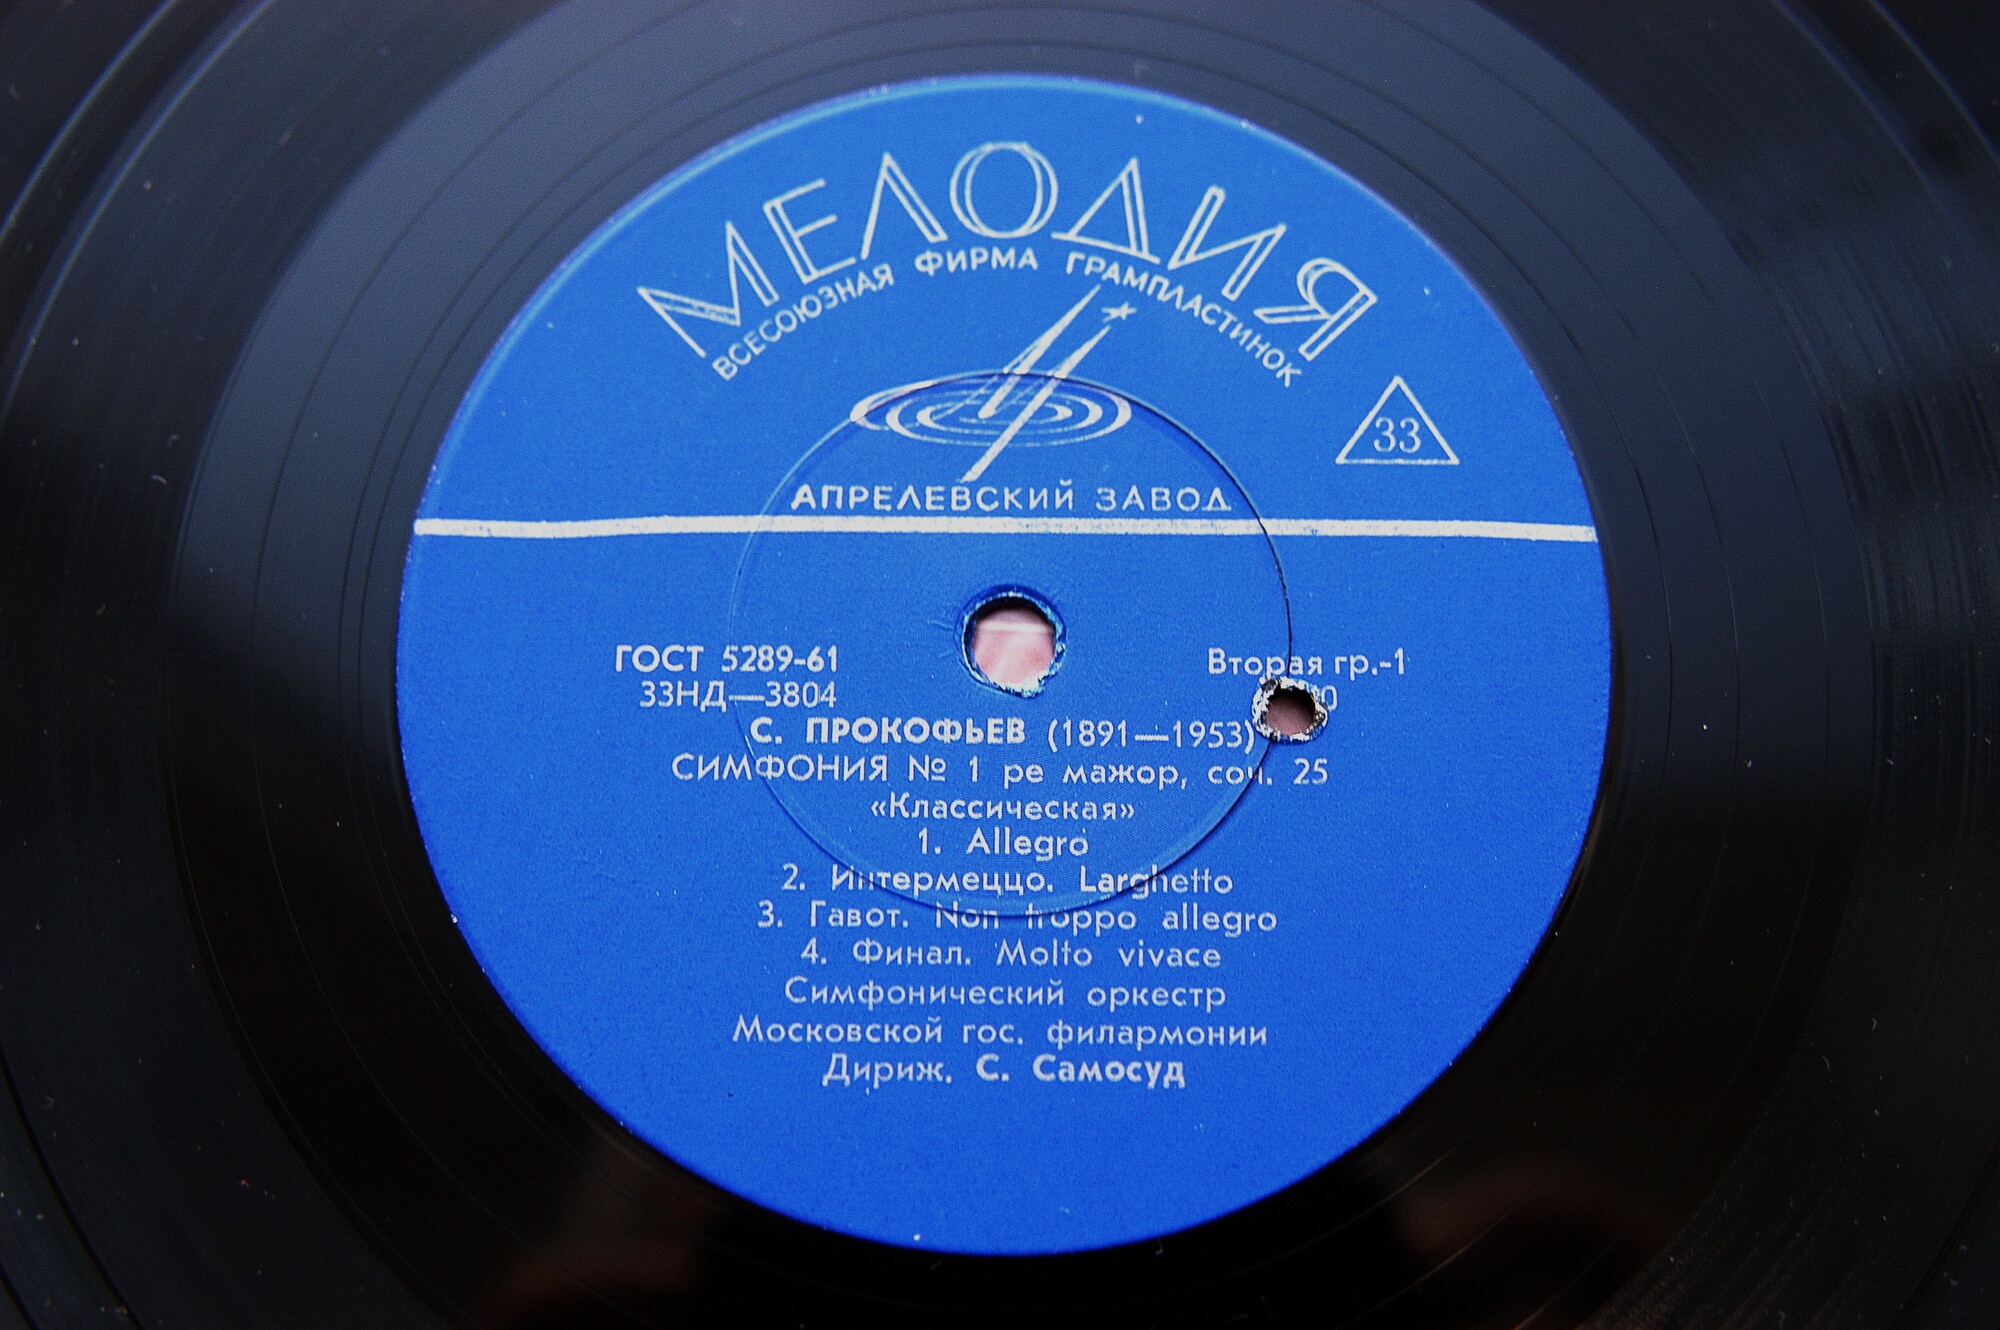 МЕЛОДИЯ
ВСЕСОЮЗНАЯ ФИРМА ГРАМПЛАСТИНОК
33
АПРЕЛЕВСКИЙ ЗАВОД
ГОСТ 5289-61
Вторая гр.-1
33НД—3804
С. ПРОКОФЬЕВ (1891—1953)
СИМФОНИЯ № 1 ре мажор, соч. 25
«Классическая»
1. Allegro
2. Интермеццо. Larghetto
3. Гавот. Non troppo allegro
4. Финал. Molto vivace
Симфонический оркестр
Московской гос. филармонии
Дириж. С. Самосуд